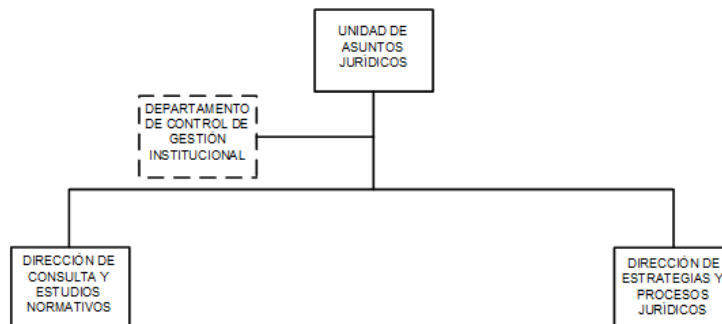 UNIDAD DE
ASUNTOS
JURÍDICOS
DEPARTAMENTO
DE CONTROL DE
GESTIÓN
INSTITUCIONAL
DIRECCIÓN DE
CONSULTA Y
ESTUDIOS
NORMATIVOS
DIRECCIÓN DE
ESTRATEGIAS Y
PROCESOS
JURÍDICOS